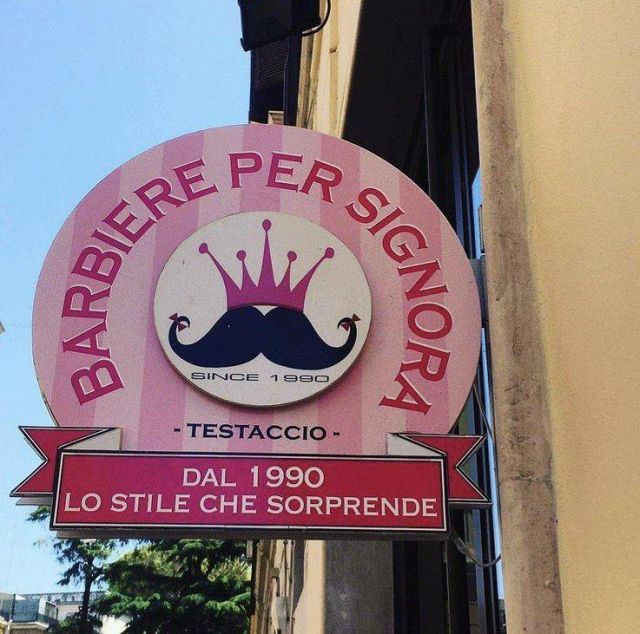 BARBIERE PER SIGNORA
SINCE 1990
- TESTACCIO -
DAL 1990
LO STILE CHE SORPRENDE